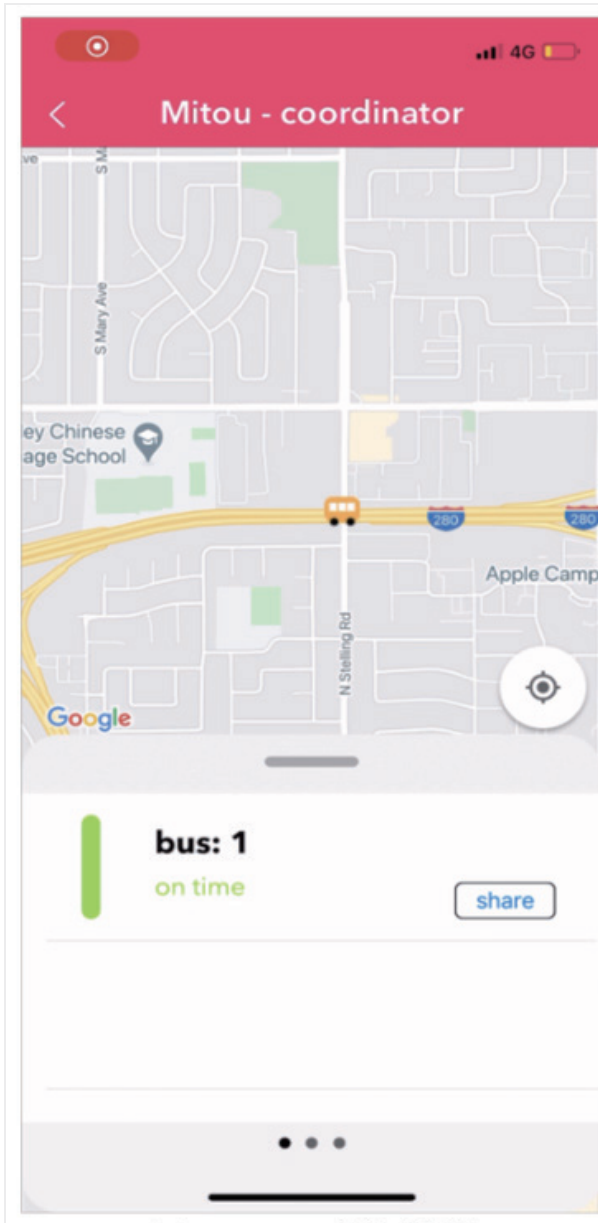 4G
Mitou - coordinator
ve
S M
S Mary Ave
ey Chinese
age School
280
280
Apple Camp
N Stelling Rd
Google
bus: 1
on time
share